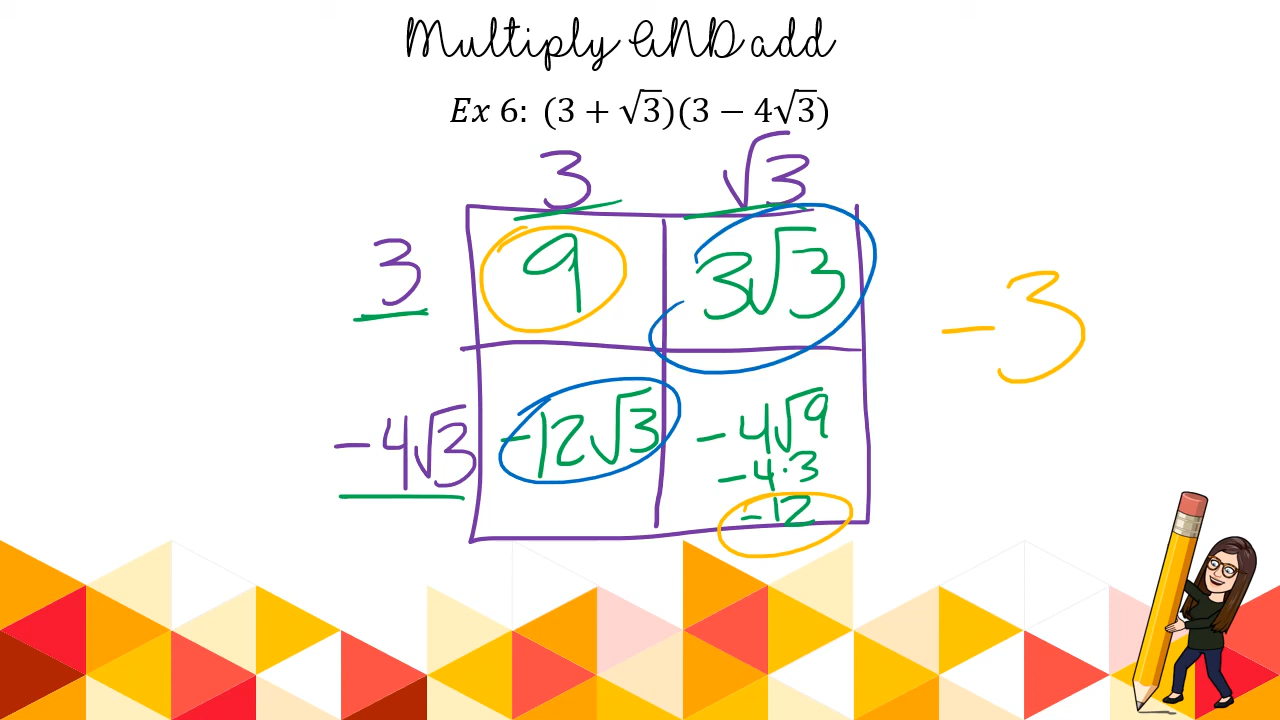 Multiply AND add
Ex 6: (3 + √3)(3 − 4√3)
3 √3
3 9 3√3 -3
-4√3 -12√3 -4√9
-4·3
-12